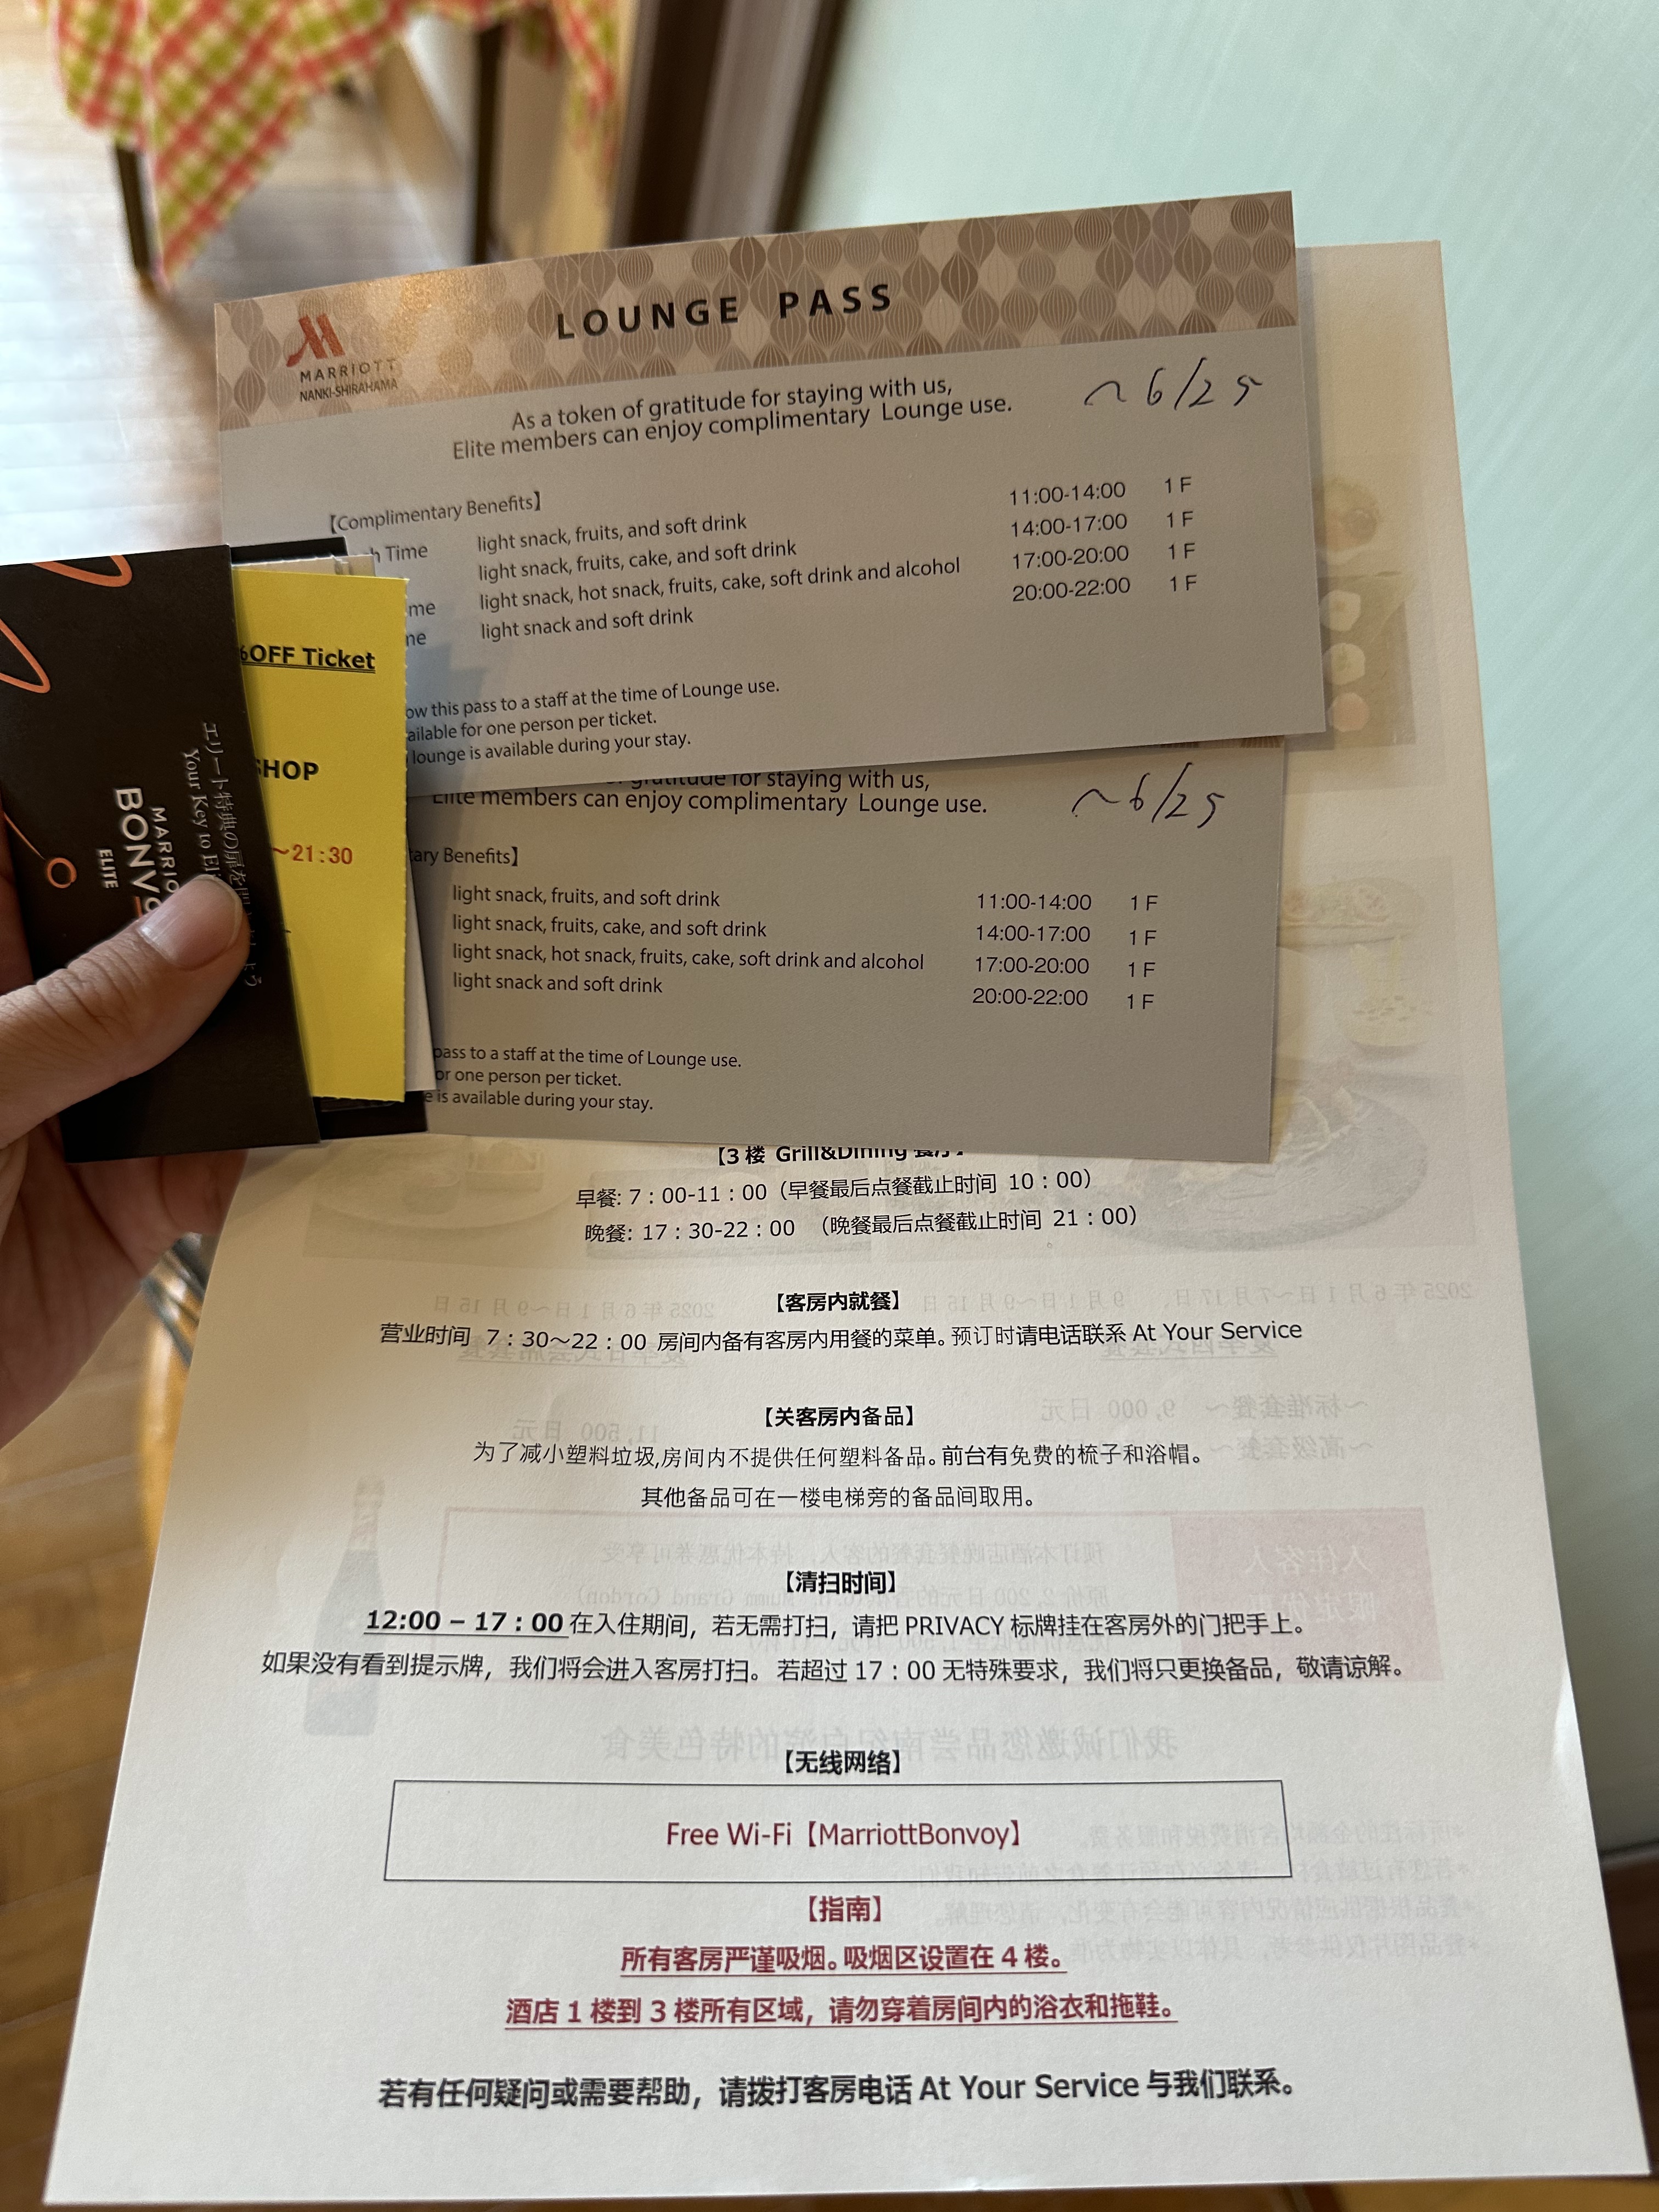 LOUNGE PASS
MARRIOTT
NANKI-SHIRAHAMA
As a token of gratitude for staying with us,
Elite members can enjoy complimentary Lounge use.
~6/25
【Complimentary Benefits】
h Time light snack, fruits, and soft drink 11:00-14:00 1F
light snack, fruits, cake, and soft drink 14:00-17:00 1F
me light snack, hot snack, fruits, cake, soft drink and alcohol 17:00-20:00 1F
me light snack and soft drink 20:00-22:00 1F
ow this pass to a staff at the time of Lounge use.
ailable for one person per ticket.
lounge is available during your stay.
%OFF Ticket
SHOP
~21:30
エリート特典の扉を
Your Key to
MARRIO
BONVO
ELITE
gratitude for staying with us,
Elite members can enjoy complimentary Lounge use.
~6/25
ary Benefits】
light snack, fruits, and soft drink 11:00-14:00 1F
light snack, fruits, cake, and soft drink 14:00-17:00 1F
light snack, hot snack, fruits, cake, soft drink and alcohol 17:00-20:00 1F
light snack and soft drink 20:00-22:00 1F
pass to a staff at the time of Lounge use.
or one person per ticket.
e is available during your stay.
【3 楼 Grill&Dining 餐厅】
早餐: 7：00-11：00（早餐最后点餐截止时间 10：00）
晚餐: 17：30-22：00 （晚餐最后点餐截止时间 21：00）
。
【客房内就餐】
营业时间 7：30～22：00 房间内备有客房内用餐的菜单。预订时请电话联系 At Your Service
【关客房内备品】
为了减小塑料垃圾,房间内不提供任何塑料备品。前台有免费的梳子和浴帽。
其他备品可在一楼电梯旁的备品间取用。
【清扫时间】
12:00 – 17：00 在入住期间，若无需打扫，请把 PRIVACY 标牌挂在客房外的门把手上。
如果没有看到提示牌，我们将会进入客房打扫。 若超过 17：00 无特殊要求，我们将只更换备品，敬请谅解。
【无线网络】
Free Wi-Fi【MarriottBonvoy】
【指南】
所有客房严谨吸烟。吸烟区设置在 4 楼。
酒店 1 楼到 3 楼所有区域，请勿穿着房间内的浴衣和拖鞋。
若有任何疑问或需要帮助，请拨打客房电话 At Your Service 与我们联系。